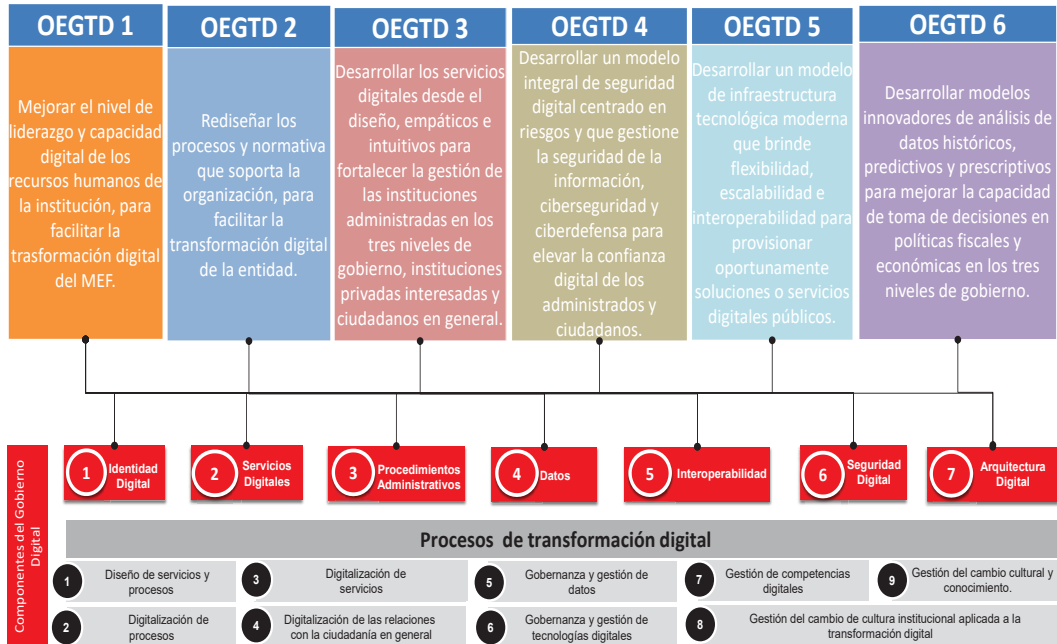 OEGTD 1
Mejorar el nivel de
liderazgo y capacidad
digital de los
recursos humanos de
la institución, para
facilitar la
trasformación digital
del MEF.
OEGTD 2
Rediseñar los
procesos y normativa
que soporta la
organización, para
facilitar la
transformación digital
de la entidad.
OEGTD 3
Desarrollar los servicios
digitales desde el
diseño, empáticos e
intuitivos para
fortalecer la gestión de
las instituciones
administradas en los
tres niveles de
gobierno, instituciones
privadas interesadas y
ciudadanos en general.
OEGTD 4
Desarrollar un modelo
integral de seguridad
digital centrado en
riesgos y que gestione
la seguridad de la
información,
ciberseguridad y
ciberdefensa para
elevar la confianza
digital de los
administrados y
ciudadanos.
OEGTD 5
Desarrollar un modelo
de infraestructura
tecnológica moderna
que brinde
flexibilidad,
escalabilidad e
interoperabilidad para
provisionar
oportunamente
soluciones o servicios
digitales públicos.
OEGTD 6
Desarrollar modelos
innovadores de análisis de
datos históricos,
predictivos y prescriptivos
para mejorar la capacidad
de toma de decisiones en
políticas fiscales y
económicas en los tres
niveles de gobierno.
Componentes del Gobierno
Digital
1
Identidad
Digital
2
Servicios
Digitales
3
Procedimientos
Administrativos
4
Datos
5
Interoperabilidad
6
Seguridad
Digital
7
Arquitectura
Digital
Procesos de transformación digital
1
Diseño de servicios y
procesos
2
Digitalización de
procesos
3
Digitalización de
servicios
4
Digitalización de las relaciones
con la ciudadanía en general
5
Gobernanza y gestión de
datos
6
Gobernanza y gestión de
tecnologías digitales
7
Gestión de competencias
digitales
8
Gestión del cambio de cultura institucional aplicada a la
transformación digital
9
Gestión del cambio cultural y
conocimiento.